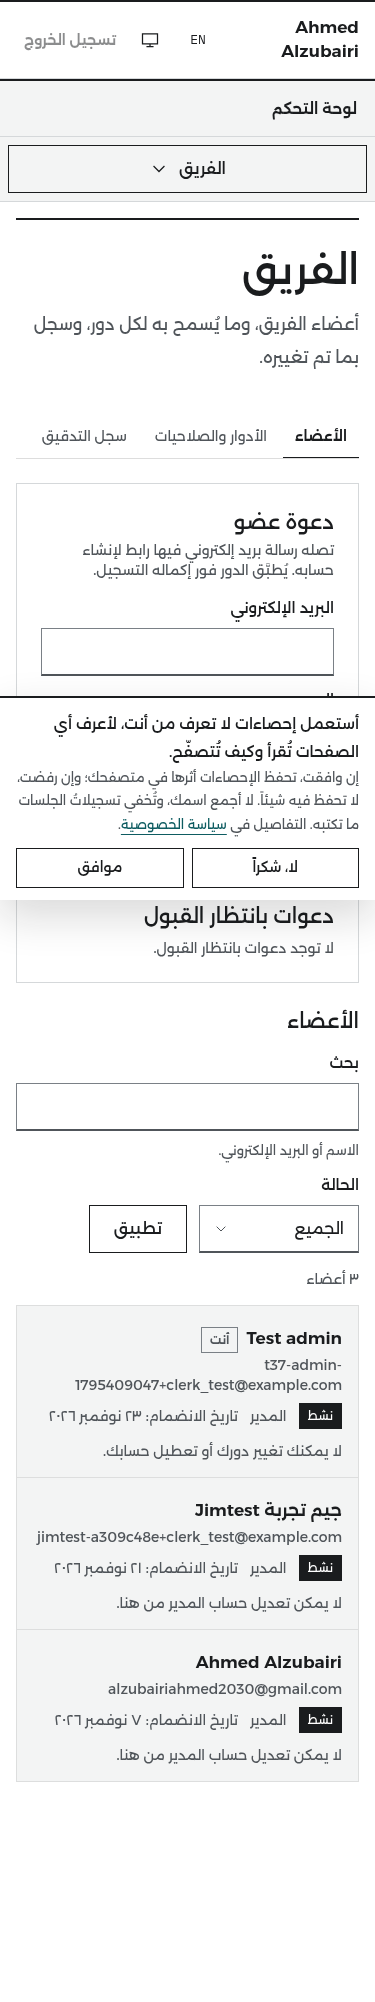 Ahmed
Alzubairi
EN
تسجيل الخروج
لوحة التحكم
الفريق
الفريق
أعضاء الفريق، وما يُسمح به لكل دور، وسجل
بما تم تغييره.
الأعضاء
الأدوار والصلاحيات
سجل التدقيق
دعوة عضو
تصله رسالة بريد إلكتروني فيها رابط لإنشاء
حسابه. يُطبَّق الدور فور إكماله التسجيل.
البريد الإلكتروني
أستعمل إحصاءات لا تعرف من أنت، لأعرف أي
الصفحات تُقرأ وكيف تُتصفّح.
إن وافقت، تحفظ الإحصاءات أثرها في متصفحك؛ وإن رفضت،
لا تحفظ فيه شيئاً. لا أجمع اسمك، وتُخفي تسجيلاتُ الجلسات
ما تكتبه. التفاصيل في سياسة الخصوصية.
لا، شكراً
موافق
دعوات بانتظار القبول
لا توجد دعوات بانتظار القبول.
الأعضاء
بحث
الاسم أو البريد الإلكتروني.
الحالة
الجميع
تطبيق
٣ أعضاء
Test admin أنت
t37-admin-
1795409047+clerk_test@example.com
نشط المدير تاريخ الانضمام: ٢٣ نوفمبر ٢٠٢٦
لا يمكنك تغيير دورك أو تعطيل حسابك.
جيم تجربة Jimtest
jimtest-a309c48e+clerk_test@example.com
نشط المدير تاريخ الانضمام: ٢١ نوفمبر ٢٠٢٦
لا يمكن تعديل حساب المدير من هنا.
Ahmed Alzubairi
alzubairiahmed2030@gmail.com
نشط المدير تاريخ الانضمام: ٧ نوفمبر ٢٠٢٦
لا يمكن تعديل حساب المدير من هنا.